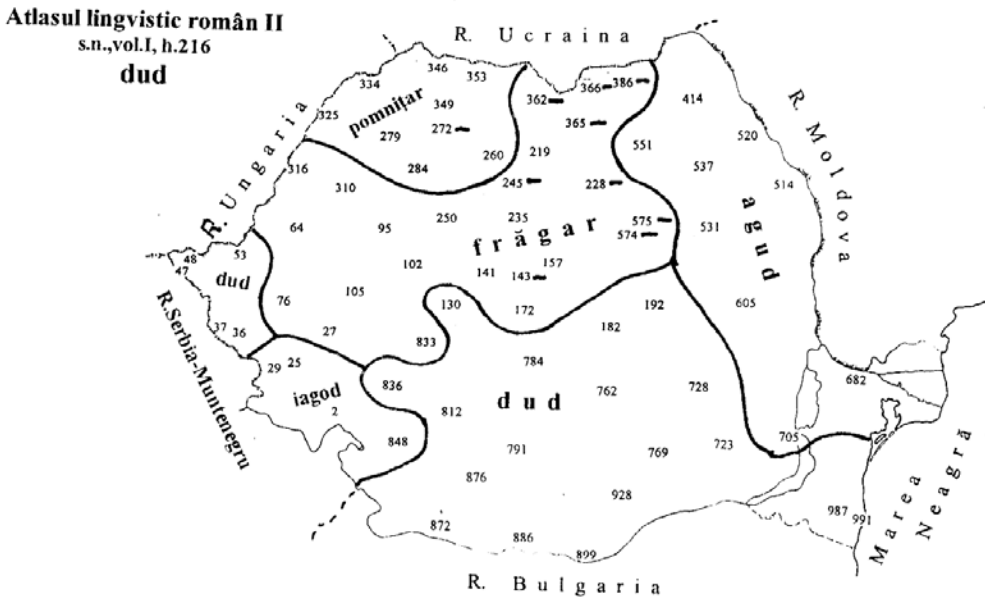 Atlasul lingvistic român II
s.n.,vol.I, h.216
dud
R. Ucraina
346 353
334
362 366 386
414
349
325
pomnițar
279 272
365
520
R. Moldova
551
260 219
537
316 284
514
310
245 228
R. Ungaria
250 235
575
64 95
574
531
agud
frăgar
48 53
47
dud
102 141 143 157
76 105
130 172
192
605
37 36
27
833
182
R.Serbia-Muntenegru
29 25
784
682
iagod
836
dud
762
728
2
812
848
791
769
723
705
876
928
987 991
872
886
899
Marea
Neagră
R. Bulgaria